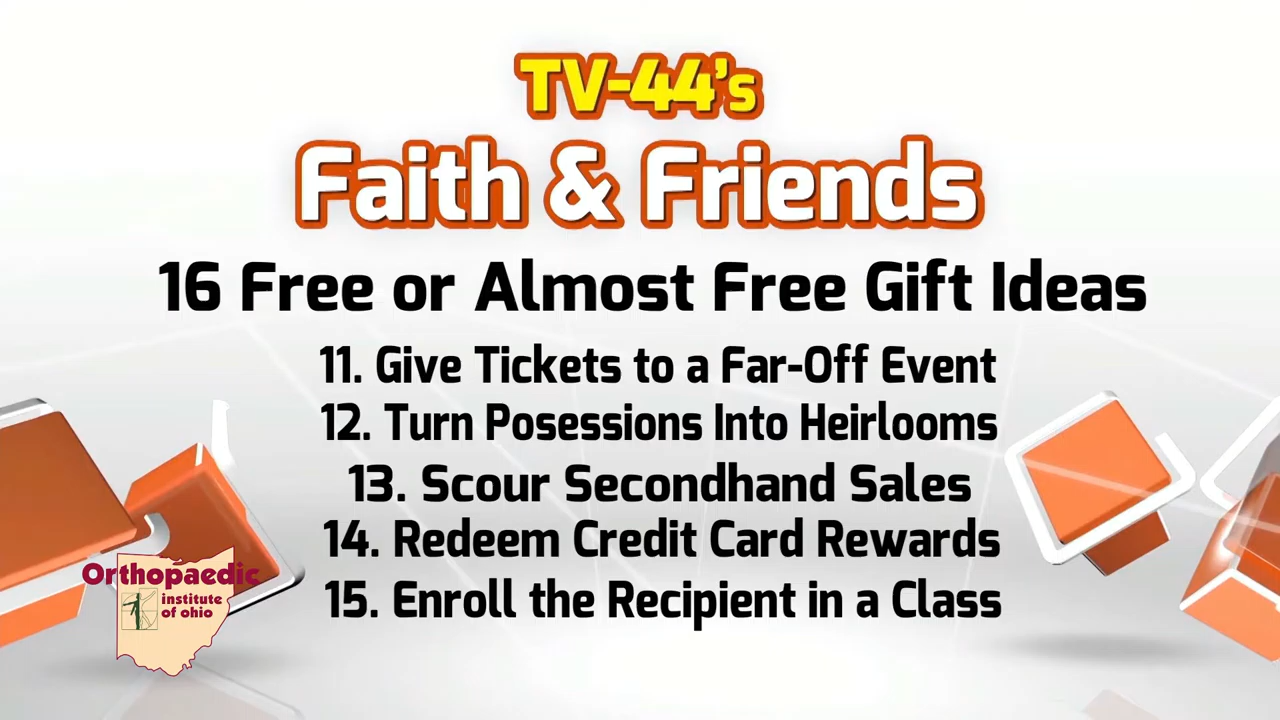 TV-44's
Faith & Friends
16 Free or Almost Free Gift Ideas
11. Give Tickets to a Far-Off Event
12. Turn Posessions Into Heirlooms
13. Scour Secondhand Sales
14. Redeem Credit Card Rewards
15. Enroll the Recipient in a Class
Orthopaedic
institute
of ohio